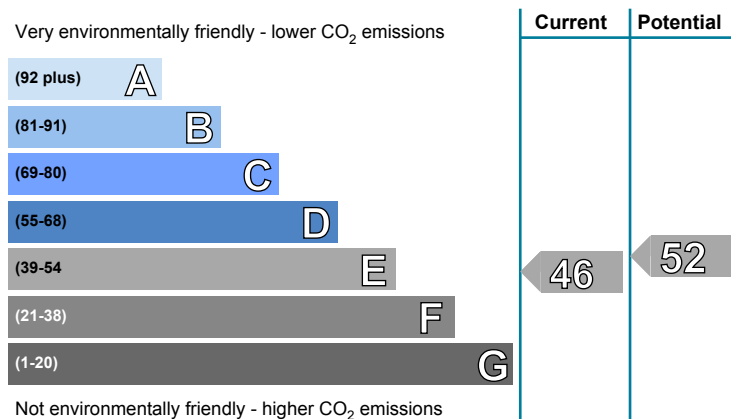 Current Potential
Very environmentally friendly - lower CO2 emissions
(92 plus) A
(81-91) B
(69-80) C
(55-68) D
(39-54 E
46 52
(21-38) F
(1-20) G
Not environmentally friendly - higher CO2 emissions